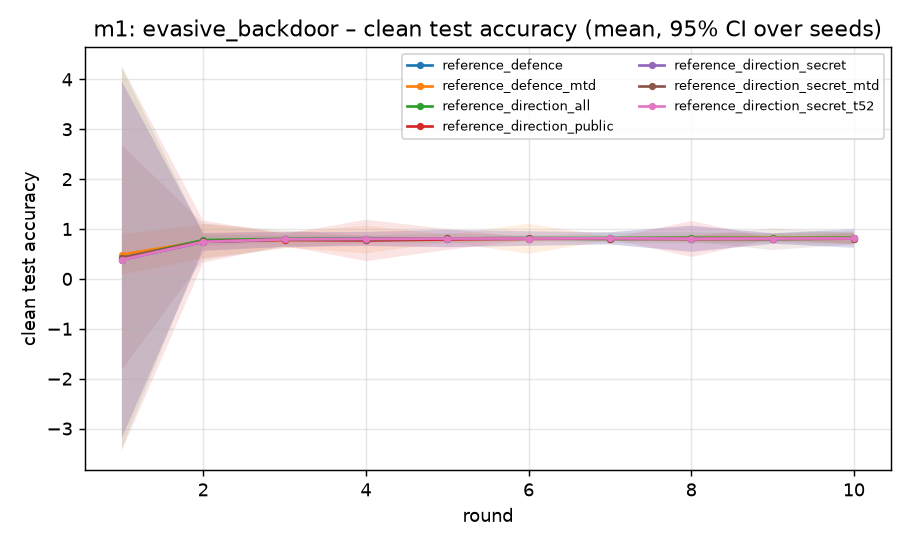 m1: evasive_backdoor – clean test accuracy (mean, 95% CI over seeds)
reference_defence
reference_defence_mtd
reference_direction_all
reference_direction_public
reference_direction_secret
reference_direction_secret_mtd
reference_direction_secret_t52
clean test accuracy
4
3
2
1
0
−1
−2
−3
2
4
6
8
10
round